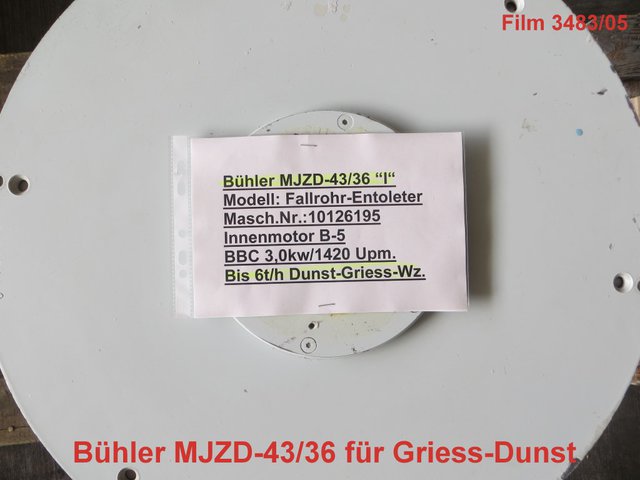 Film 3483/05
Bühler MJZD-43/36 “I“
Modell: Fallrohr-Entoleter
Masch.Nr.:10126195
Innenmotor B-5
BBC 3,0kw/1420 Upm.
Bis 6t/h Dunst-Griess-Wz.
Bühler MJZD-43/36 für Griess-Dunst